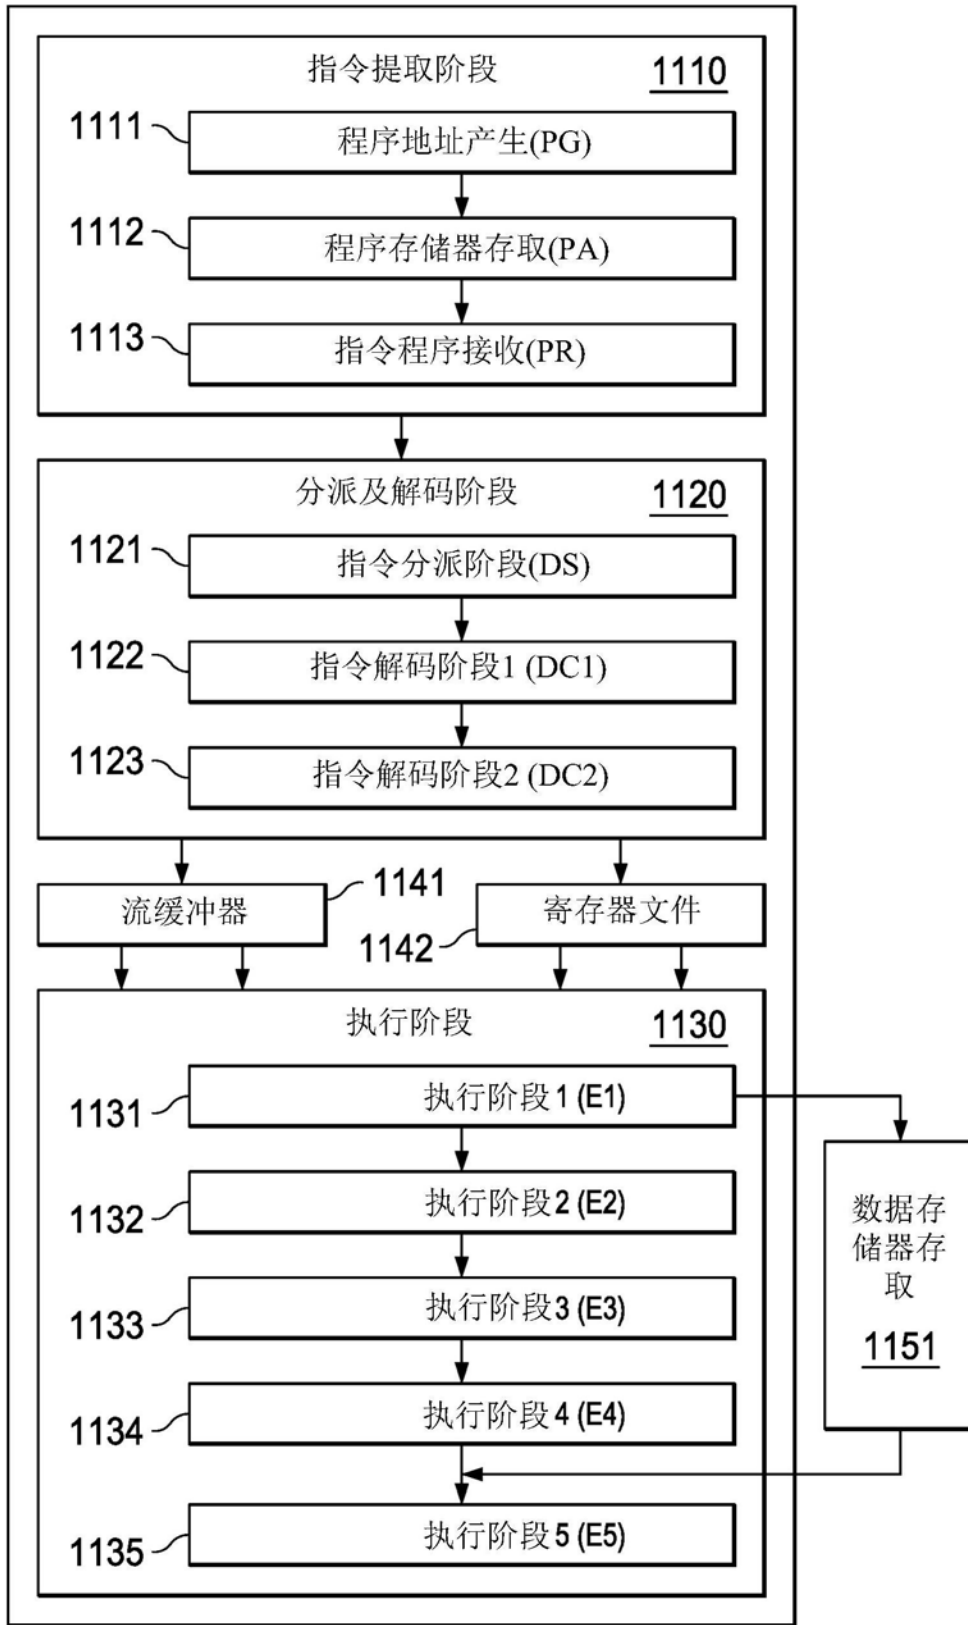 指令提取阶段 1110
1111 程序地址产生(PG)
1112 程序存储器存取(PA)
1113 指令程序接收(PR)
分派及解码阶段 1120
1121 指令分派阶段(DS)
1122 指令解码阶段1 (DC1)
1123 指令解码阶段2 (DC2)
流缓冲器 1141
1142 寄存器文件
执行阶段 1130
1131 执行阶段1 (E1)
1132 执行阶段2 (E2)
1133 执行阶段3 (E3)
1134 执行阶段4 (E4)
1135 执行阶段5 (E5)
数据存
储器存
取
1151